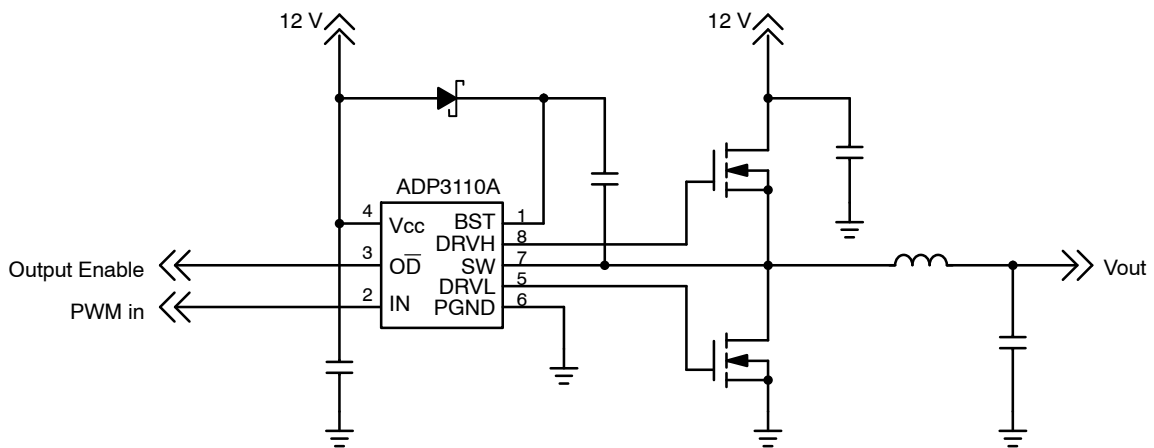 12 V
12 V
ADP3110A
4 Vcc BST 1
DRVH 8
3 OD̅ SW 7
DRVL 5
2 IN PGND 6
Output Enable
PWM in
Vout